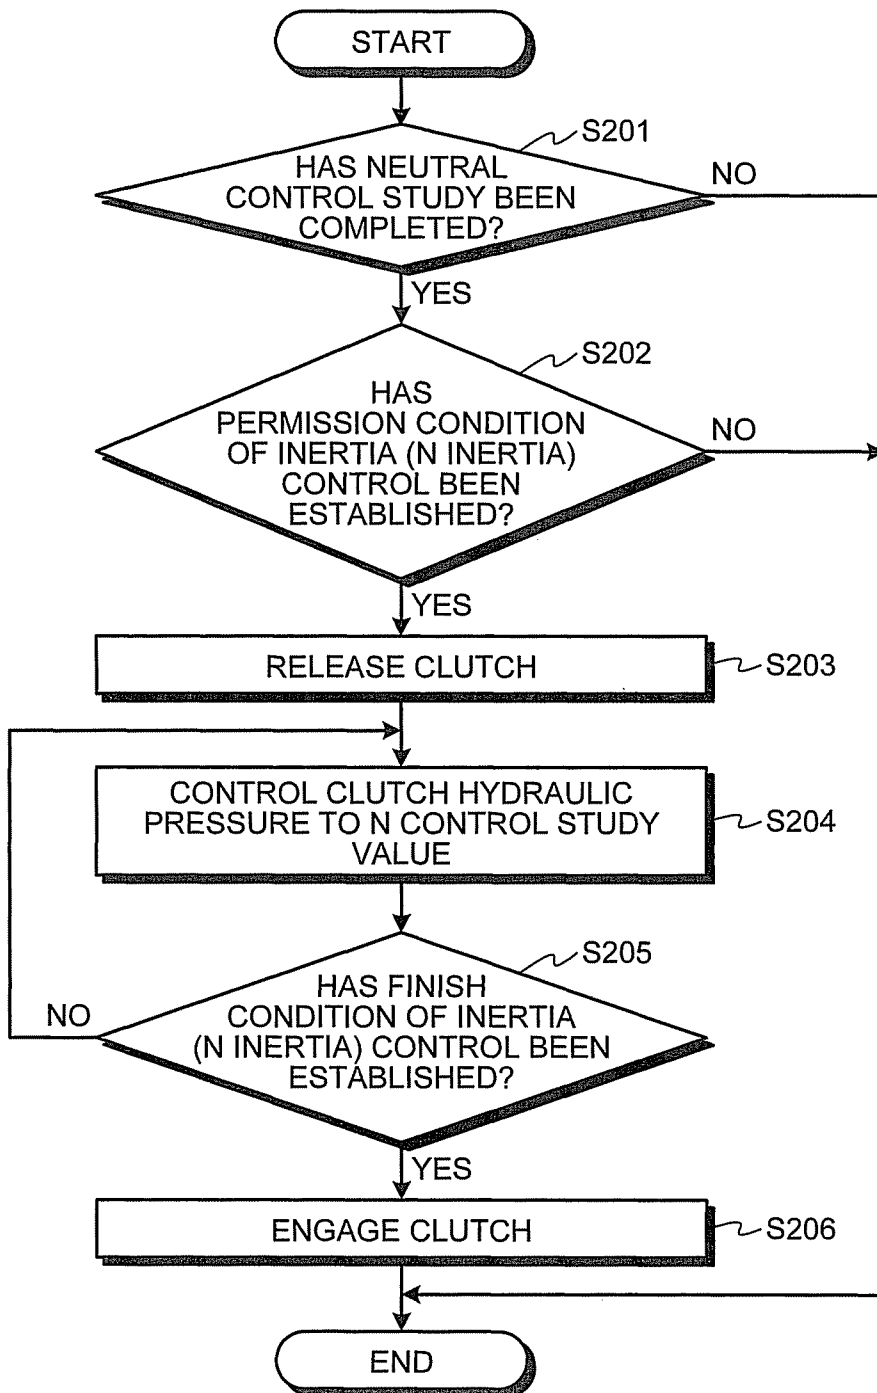 START
S201
HAS NEUTRAL
CONTROL STUDY BEEN
COMPLETED?
NO
YES
S202
HAS
PERMISSION CONDITION
OF INERTIA (N INERTIA)
CONTROL BEEN
ESTABLISHED?
NO
YES
RELEASE CLUTCH
S203
CONTROL CLUTCH HYDRAULIC
PRESSURE TO N CONTROL STUDY
VALUE
S204
S205
HAS FINISH
CONDITION OF INERTIA
(N INERTIA) CONTROL BEEN
ESTABLISHED?
NO
YES
ENGAGE CLUTCH
S206
END